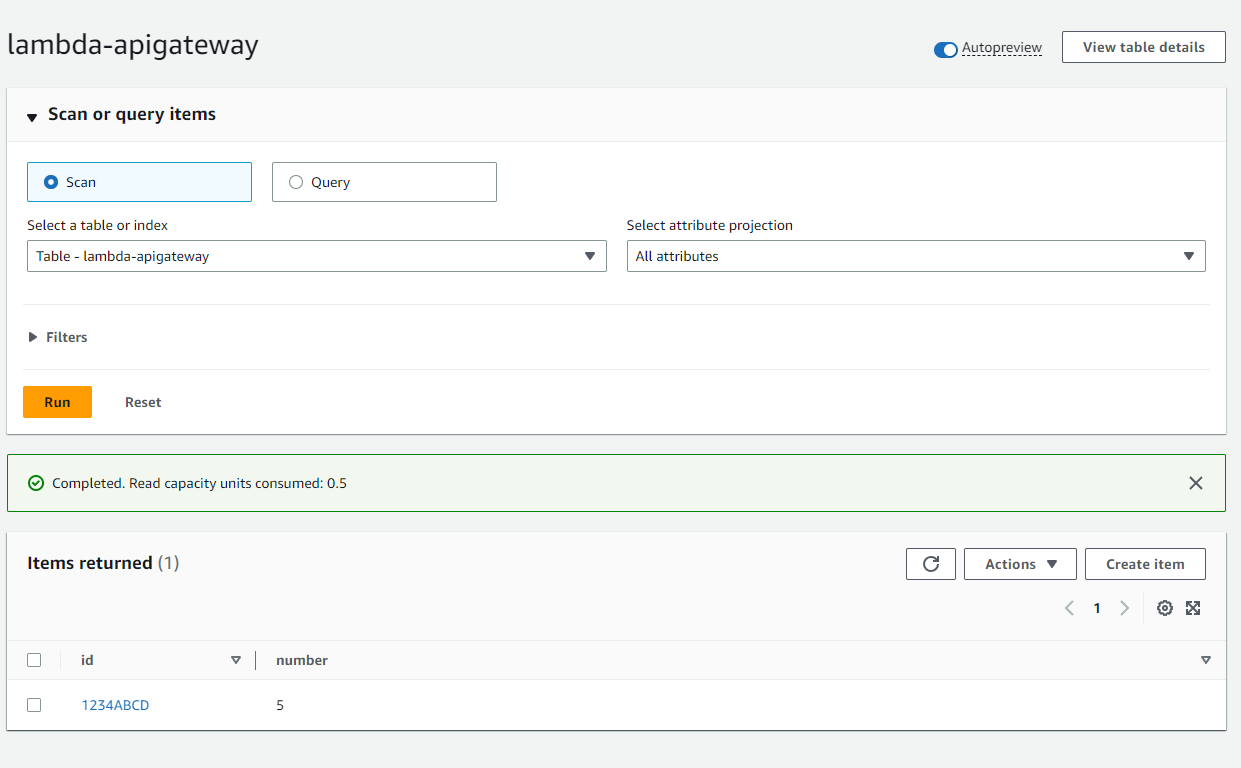 lambda-apigateway
Autopreview
View table details
Scan or query items
Scan
Query
Select a table or index
Select attribute projection
Table - lambda-apigateway
All attributes
Filters
Run
Reset
Completed. Read capacity units consumed: 0.5
Items returned (1)
Actions
Create item
1
id
number
1234ABCD
5